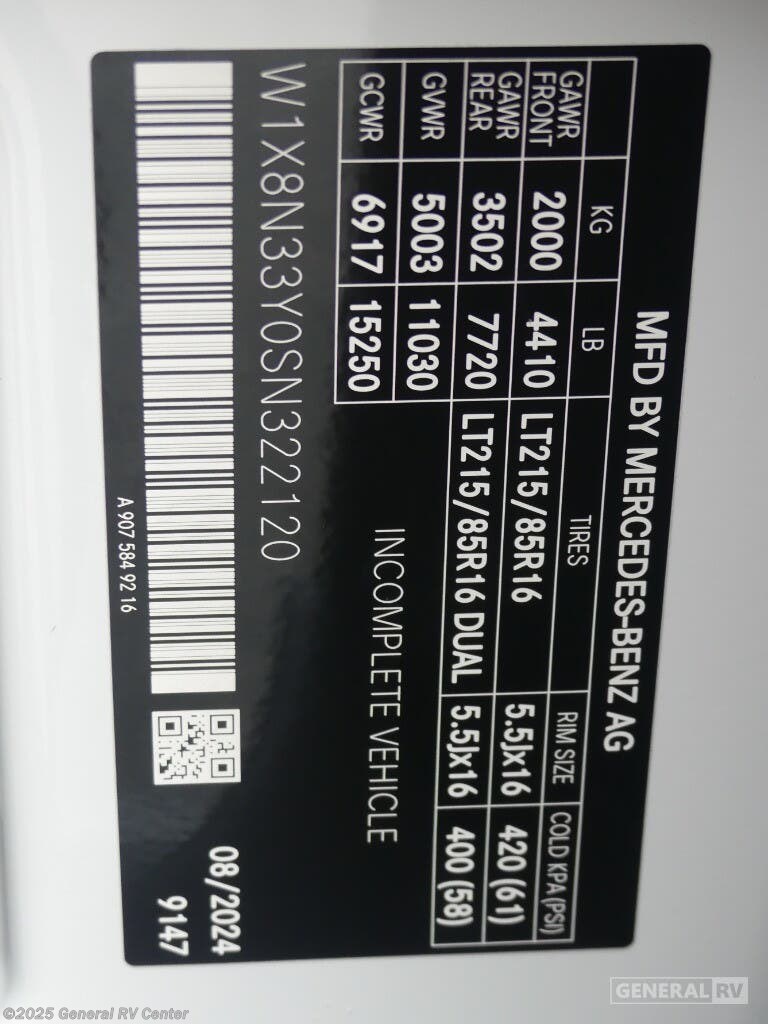 MFD BY MERCEDES-BENZ AG
KG LB TIRES RIM SIZE COLD KPA (PSI)
GAWR FRONT 2000 4410 LT215/85R16 5.5Jx16 420 (61)
GAWR REAR 3502 7720 LT215/85R16 DUAL 5.5Jx16 400 (58)
GVWR 5003 11030
GCWR 6917 15250
INCOMPLETE VEHICLE
W1X8N33Y0SN322120
08/2024
9147
A 907 584 92 16
GENERAL RV
©2025 General RV Center